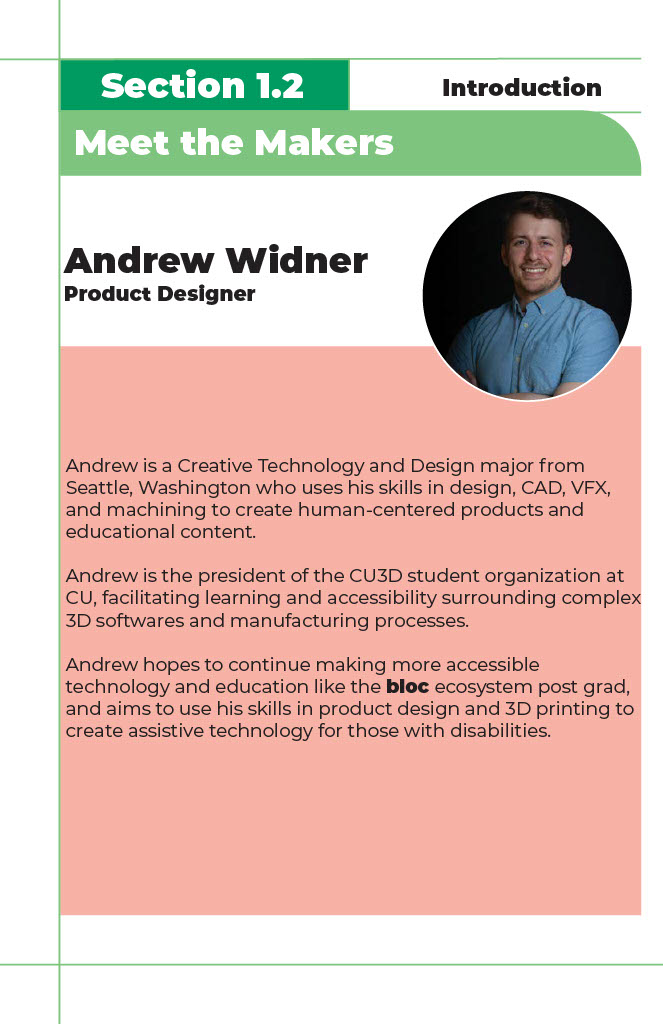 Section 1.2
Introduction
Meet the Makers
Andrew Widner
Product Designer
Andrew is a Creative Technology and Design major from
Seattle, Washington who uses his skills in design, CAD, VFX,
and machining to create human-centered products and
educational content.
Andrew is the president of the CU3D student organization at
CU, facilitating learning and accessibility surrounding complex
3D softwares and manufacturing processes.
Andrew hopes to continue making more accessible
technology and education like the bloc ecosystem post grad,
and aims to use his skills in product design and 3D printing to
create assistive technology for those with disabilities.